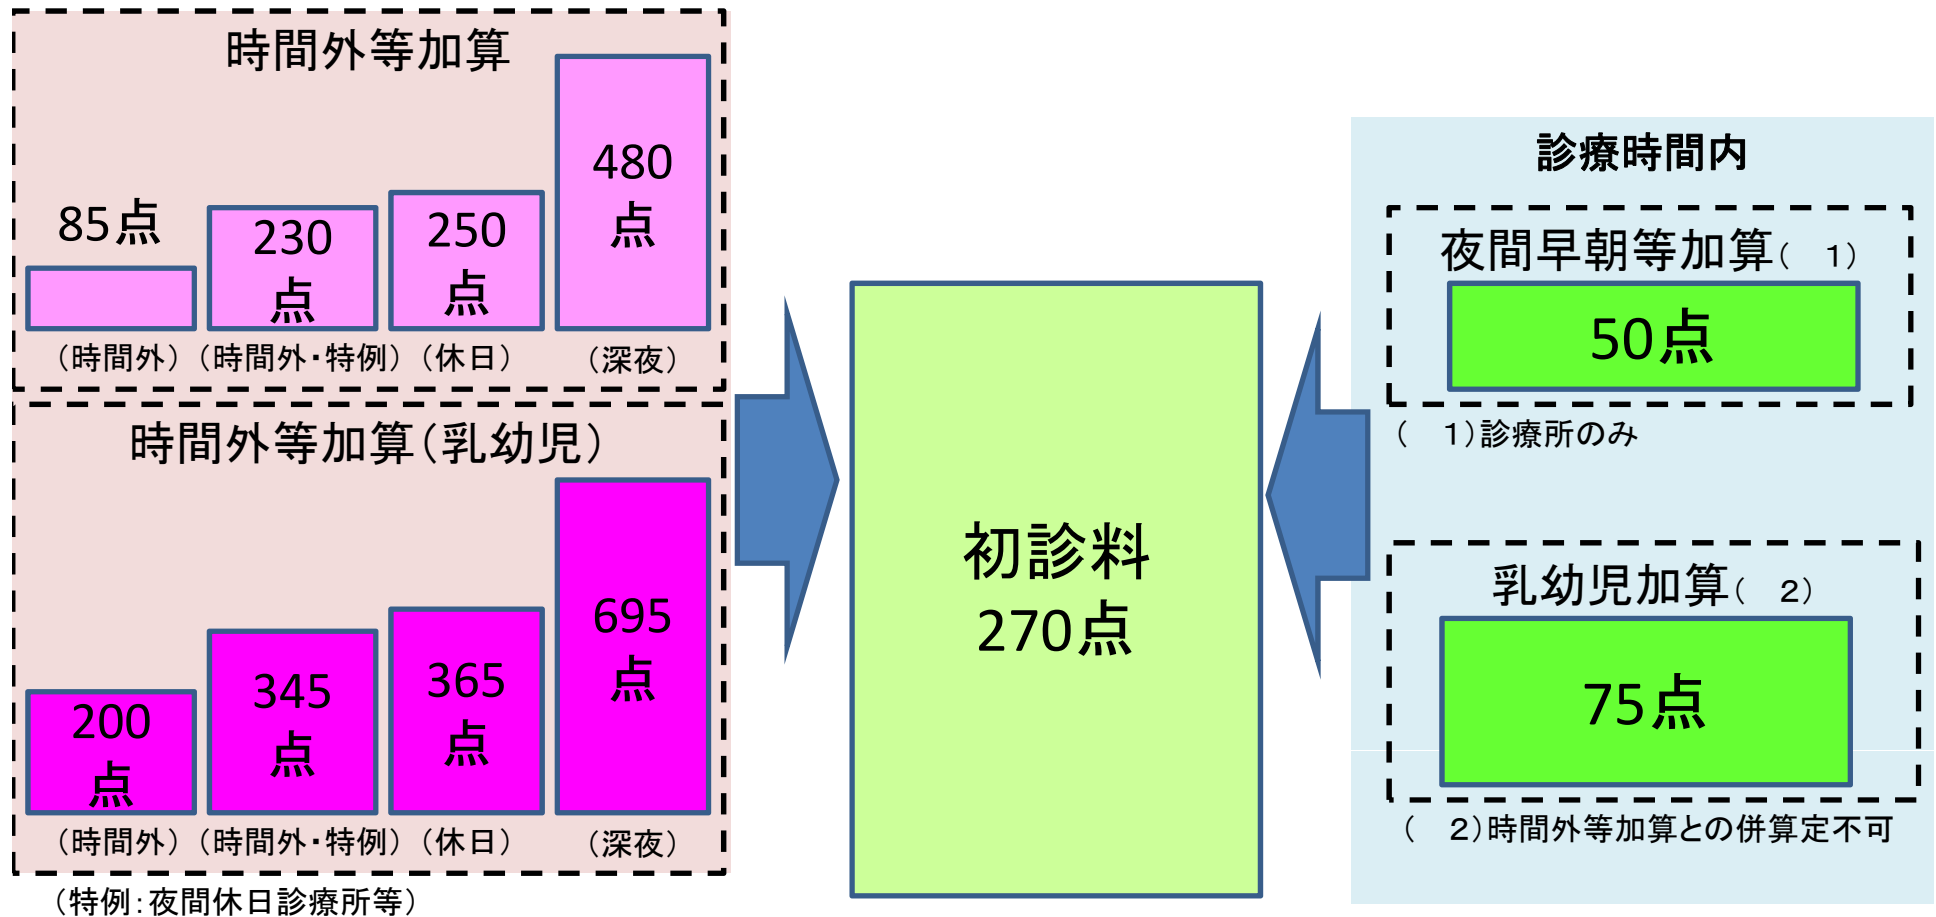 時間外等加算
85点
230
点
250
点
480
点
（時間外）（時間外・特例）（休日）（深夜）
時間外等加算（乳幼児）
200
点
345
点
365
点
695
点
（時間外）（時間外・特例）（休日）（深夜）
（特例：夜間休日診療所等）
初診料
270点
診療時間内
夜間早朝等加算（　1）
50点
（　1）診療所のみ
乳幼児加算（　2）
75点
（　2）時間外等加算との併算定不可